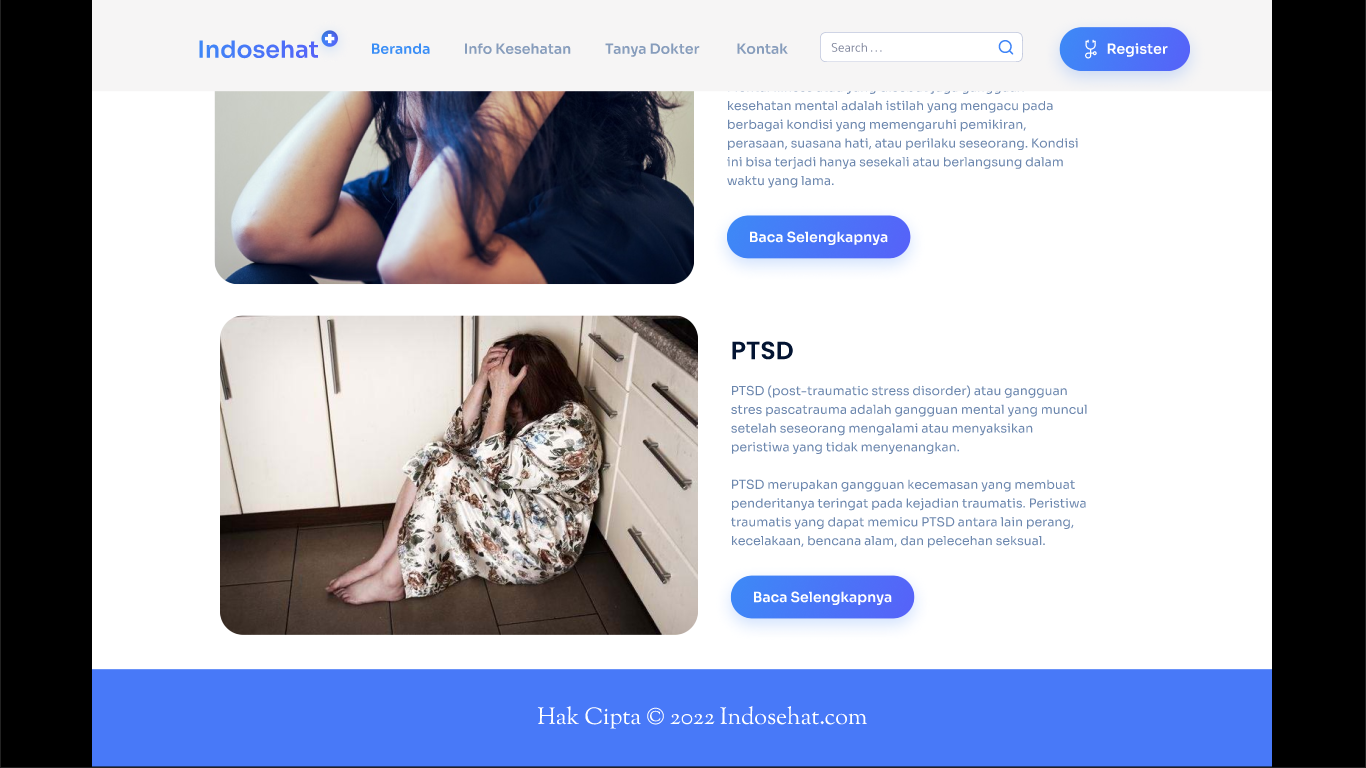 Indosehat
Beranda
Info Kesehatan
Tanya Dokter
Kontak
Search . . .
Register
kesehatan mental adalah istilah yang mengacu pada
berbagai kondisi yang memengaruhi pemikiran,
perasaan, suasana hati, atau perilaku seseorang. Kondisi
ini bisa terjadi hanya sesekali atau berlangsung dalam
waktu yang lama.
Baca Selengkapnya
PTSD
PTSD (post-traumatic stress disorder) atau gangguan
stres pascatrauma adalah gangguan mental yang muncul
setelah seseorang mengalami atau menyaksikan
peristiwa yang tidak menyenangkan.
PTSD merupakan gangguan kecemasan yang membuat
penderitanya teringat pada kejadian traumatis. Peristiwa
traumatis yang dapat memicu PTSD antara lain perang,
kecelakaan, bencana alam, dan pelecehan seksual.
Baca Selengkapnya
Hak Cipta © 2022 Indosehat.com